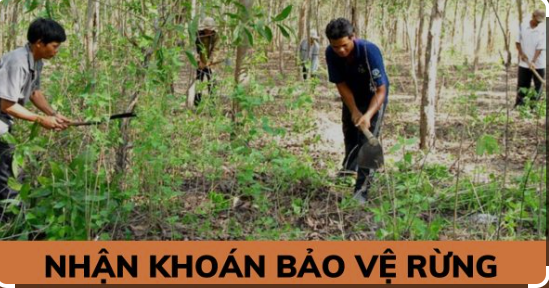 NHẬN KHOÁN BẢO VỆ RỪNG